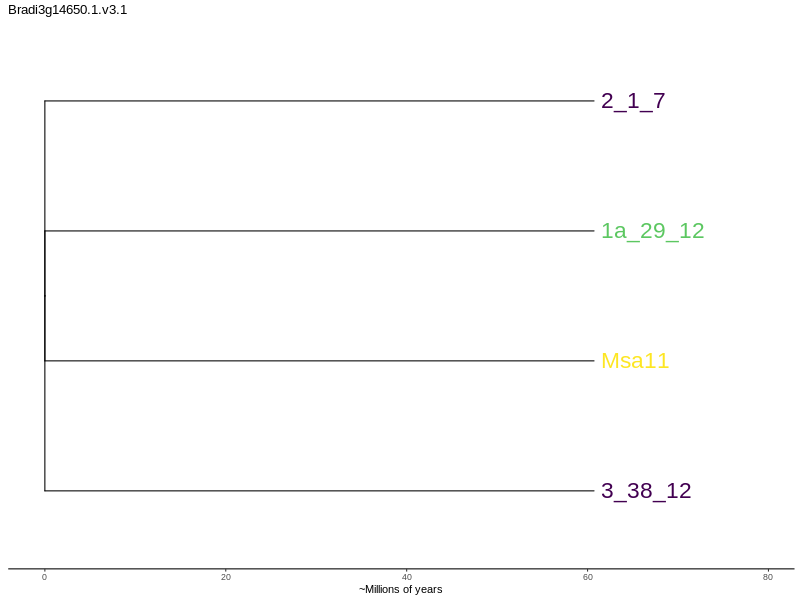 Bradi3g14650.1.v3.1
2_1_7
1a_29_12
Msa11
3_38_12
0 20 40 60 80
~Millions of years